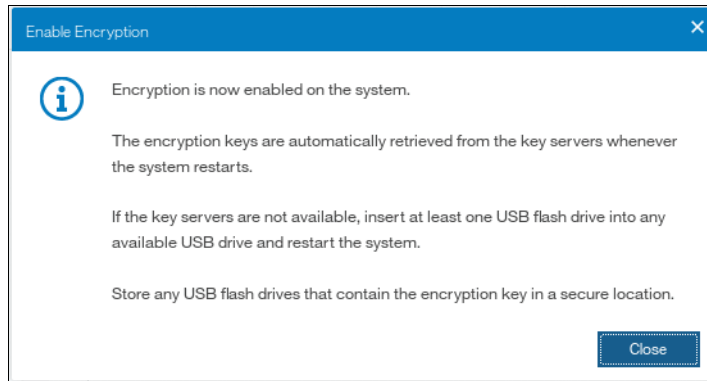 Enable Encryption
Encryption is now enabled on the system.
The encryption keys are automatically retrieved from the key servers whenever
the system restarts.
If the key servers are not available, insert at least one USB flash drive into any
available USB drive and restart the system.
Store any USB flash drives that contain the encryption key in a secure location.
Close